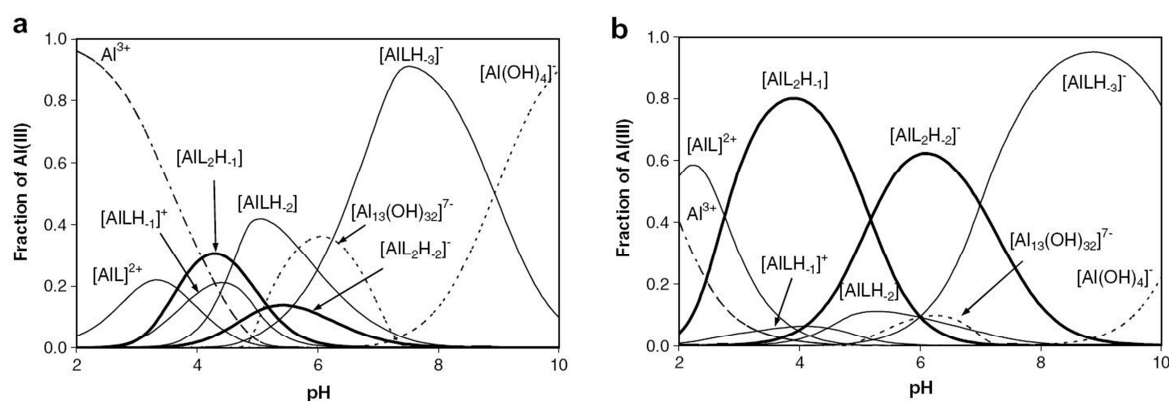 a
Fraction of Al(III)
1.0
0.8
0.6
0.4
0.2
0.0
2
4
6
8
10
pH
Al³⁺
[AlLH₋₃]⁻
[Al(OH)₄]⁻
[AlL₂H₋₁]
[AlLH₋₁]⁺
[AlLH₋₂]
[Al₁₃(OH)₃₂]⁷⁻
[AlL₂H₋₂]⁻
[AlL]²⁺
b
Fraction of Al(III)
1.0
0.8
0.6
0.4
0.2
0.0
2
4
6
8
10
pH
[AlL₂H₋₁]
[AlLH₋₃]⁻
[AlL]²⁺
[AlL₂H₋₂]⁻
Al³⁺
[AlLH₋₁]⁺
[AlLH₋₂]
[Al₁₃(OH)₃₂]⁷⁻
[Al(OH)₄]⁻